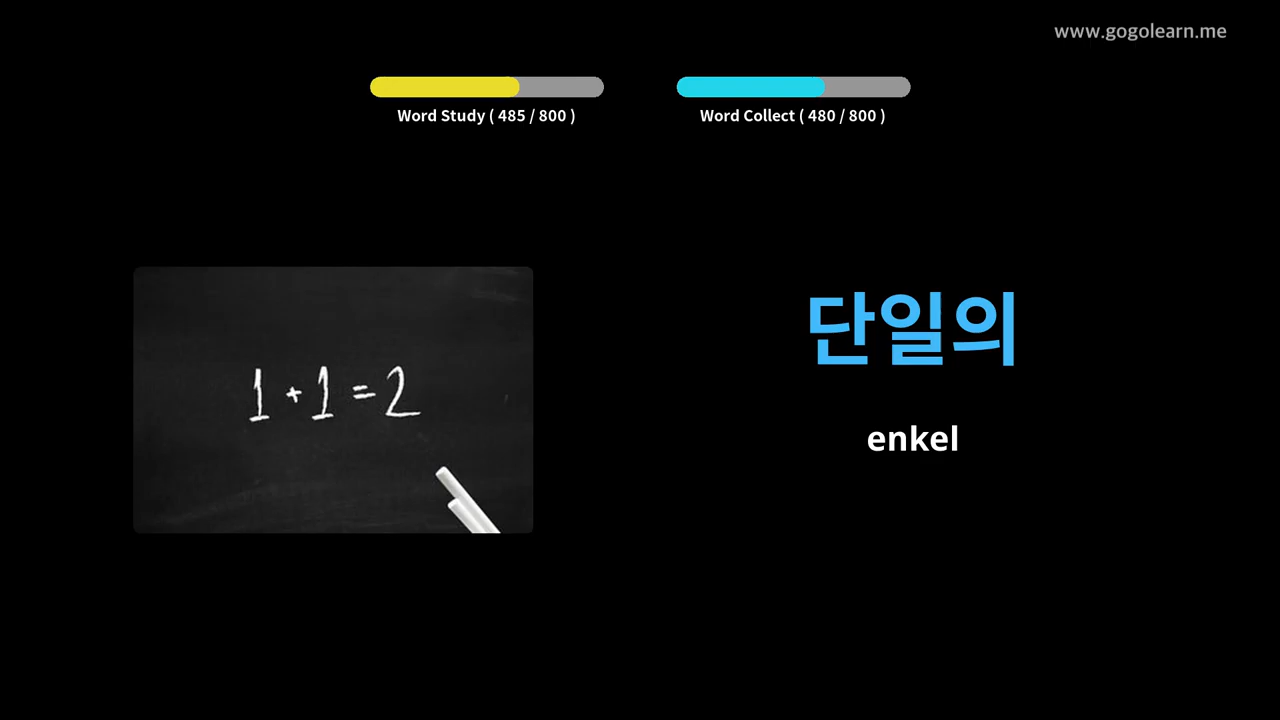 www.gogolearn.me
Word Study ( 485 / 800 )
Word Collect ( 480 / 800 )
1 + 1 = 2
단일의
enkel